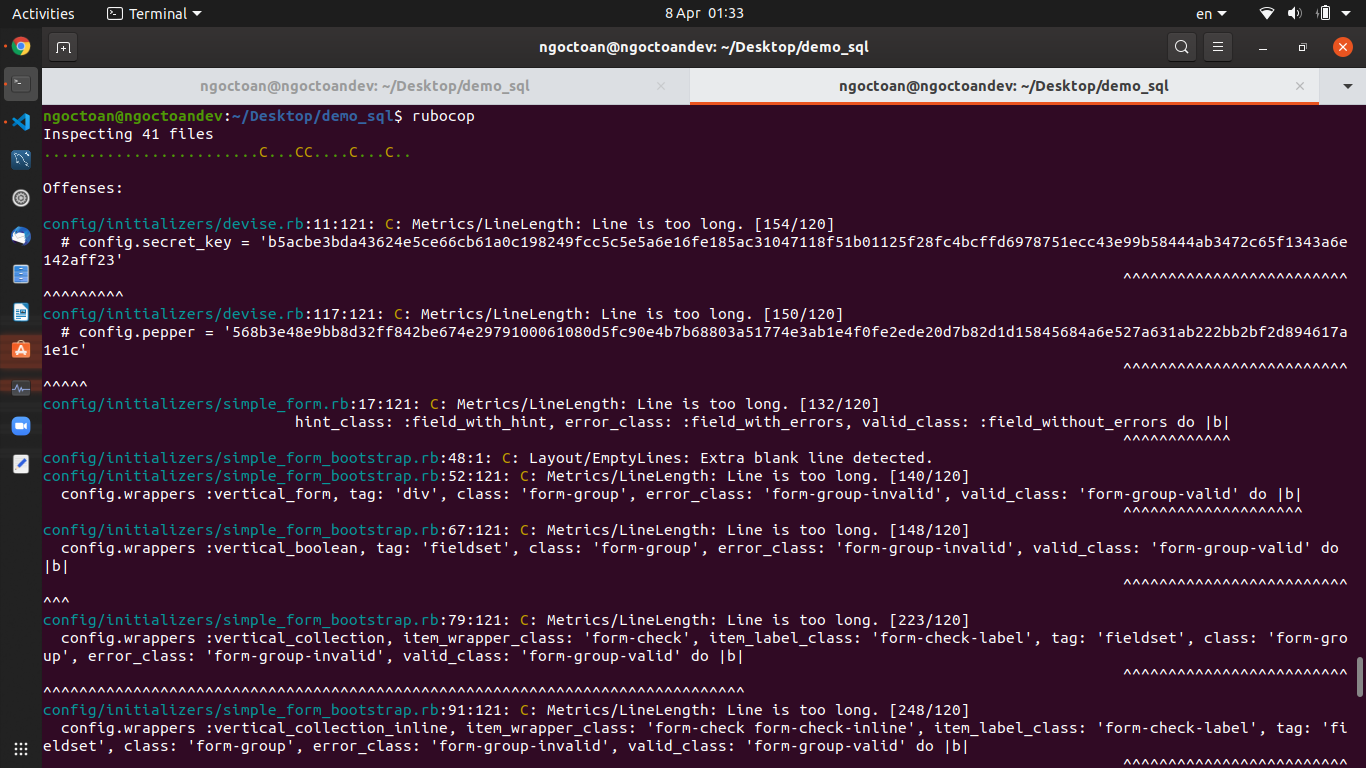 Activities Terminal 8 Apr 01:33 en
ngoctoan@ngoctoandev: ~/Desktop/demo_sql
ngoctoan@ngoctoandev: ~/Desktop/demo_sql × ngoctoan@ngoctoandev: ~/Desktop/demo_sql ×
ngoctoan@ngoctoandev:~/Desktop/demo_sql$ rubocop
Inspecting 41 files
........................C...CC....C...C..
Offenses:
config/initializers/devise.rb:11:121: C: Metrics/LineLength: Line is too long. [154/120]
# config.secret_key = 'b5acbe3bda43624e5ce66cb61a0c198249fcc5c5e5a6e16fe185ac31047118f51b01125f28fc4bcffd6978751ecc43e99b58444ab3472c65f1343a6e
142aff23'
^^^^^^^^^^^^^^^^^^^^^^^^^
^^^^^^^^^
config/initializers/devise.rb:117:121: C: Metrics/LineLength: Line is too long. [150/120]
# config.pepper = '568b3e48e9bb8d32ff842be674e2979100061080d5fc90e4b7b68803a51774e3ab1e4f0fe2ede20d7b82d1d15845684a6e527a631ab222bb2bf2d894617a
1e1c'
^^^^^^^^^^^^^^^^^^^^^^^^^
^^^^^
config/initializers/simple_form.rb:17:121: C: Metrics/LineLength: Line is too long. [132/120]
hint_class: :field_with_hint, error_class: :field_with_errors, valid_class: :field_without_errors do |b|
^^^^^^^^^^^^
config/initializers/simple_form_bootstrap.rb:48:1: C: Layout/EmptyLines: Extra blank line detected.
config/initializers/simple_form_bootstrap.rb:52:121: C: Metrics/LineLength: Line is too long. [140/120]
config.wrappers :vertical_form, tag: 'div', class: 'form-group', error_class: 'form-group-invalid', valid_class: 'form-group-valid' do |b|
^^^^^^^^^^^^^^^^^^^^
config/initializers/simple_form_bootstrap.rb:67:121: C: Metrics/LineLength: Line is too long. [148/120]
config.wrappers :vertical_boolean, tag: 'fieldset', class: 'form-group', error_class: 'form-group-invalid', valid_class: 'form-group-valid' do
|b|
^^^^^^^^^^^^^^^^^^^^^^^^^
^^^
config/initializers/simple_form_bootstrap.rb:79:121: C: Metrics/LineLength: Line is too long. [223/120]
config.wrappers :vertical_collection, item_wrapper_class: 'form-check', item_label_class: 'form-check-label', tag: 'fieldset', class: 'form-gro
up', error_class: 'form-group-invalid', valid_class: 'form-group-valid' do |b|
^^^^^^^^^^^^^^^^^^^^^^^^^
^^^^^^^^^^^^^^^^^^^^^^^^^^^^^^^^^^^^^^^^^^^^^^^^^^^^^^^^^^^^^^^^^^^^^^^^^^^^^^
config/initializers/simple_form_bootstrap.rb:91:121: C: Metrics/LineLength: Line is too long. [248/120]
config.wrappers :vertical_collection_inline, item_wrapper_class: 'form-check form-check-inline', item_label_class: 'form-check-label', tag: 'fi
eldset', class: 'form-group', error_class: 'form-group-invalid', valid_class: 'form-group-valid' do |b|
^^^^^^^^^^^^^^^^^^^^^^^^^